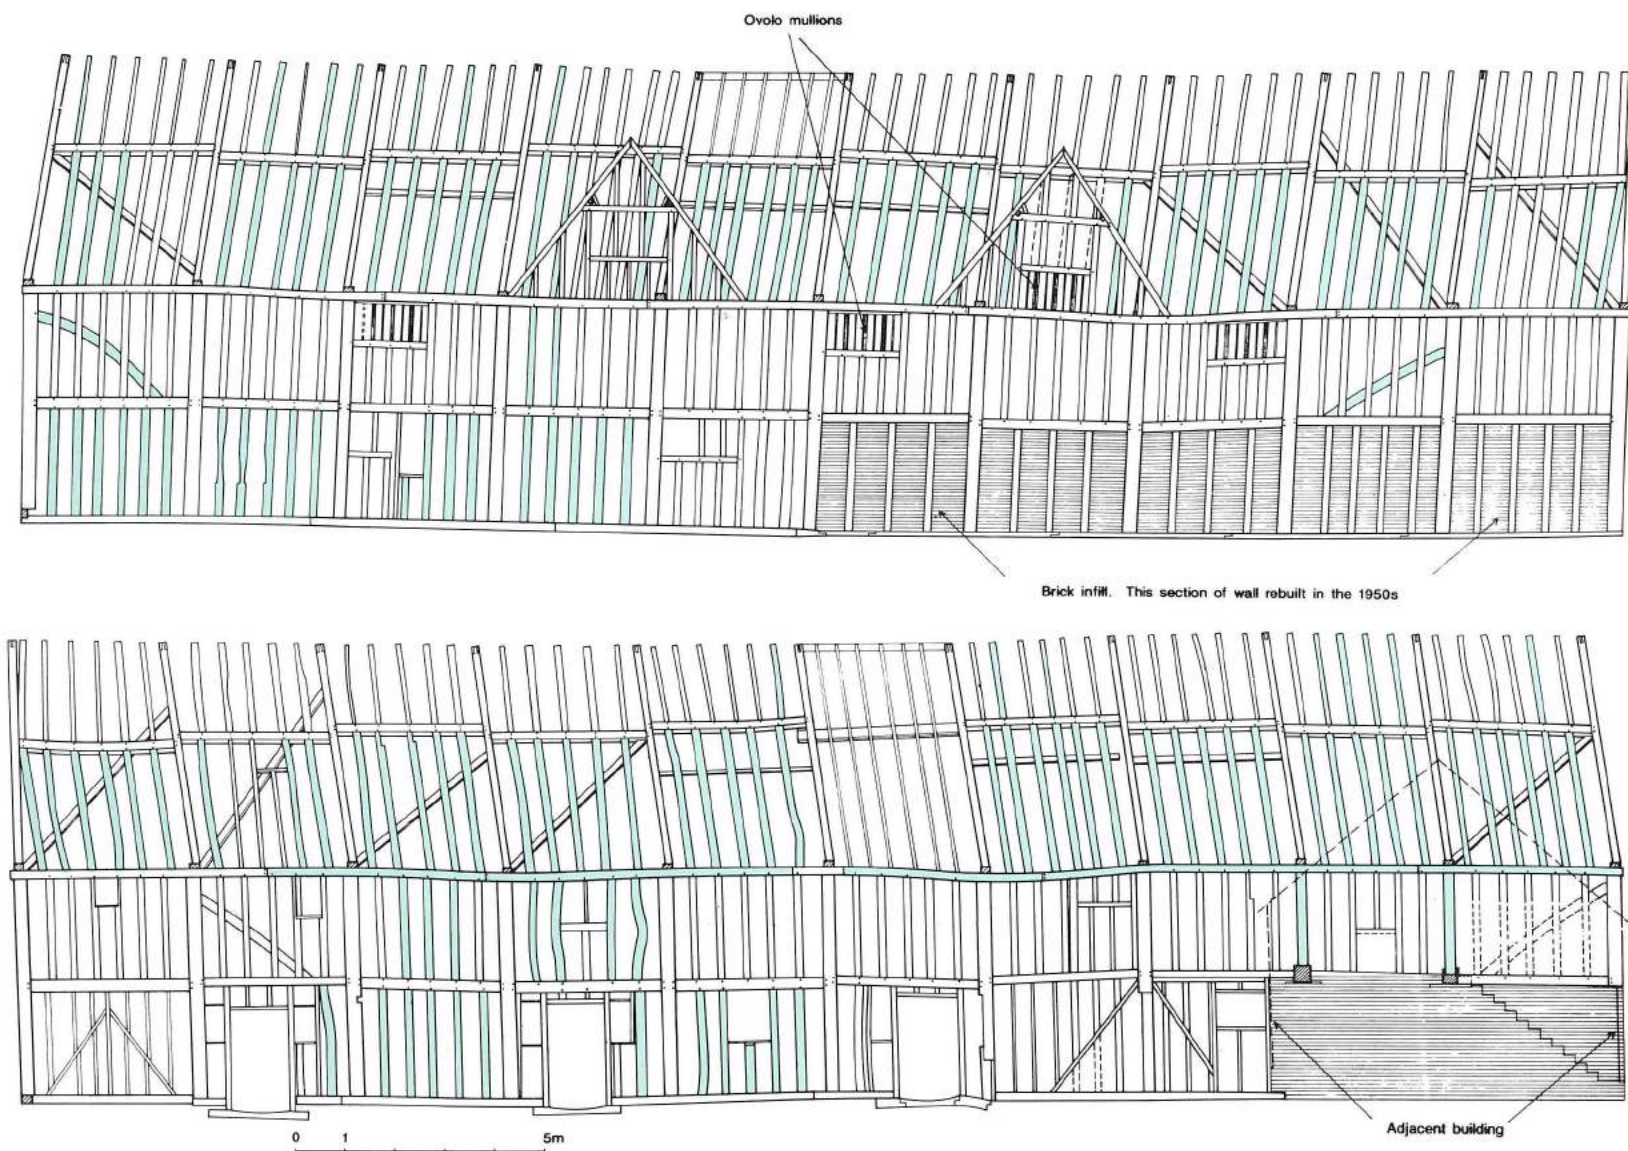 Ovolo mullions
Brick infill. This section of wall rebuilt in the 1950s
Adjacent building
0 1 5m